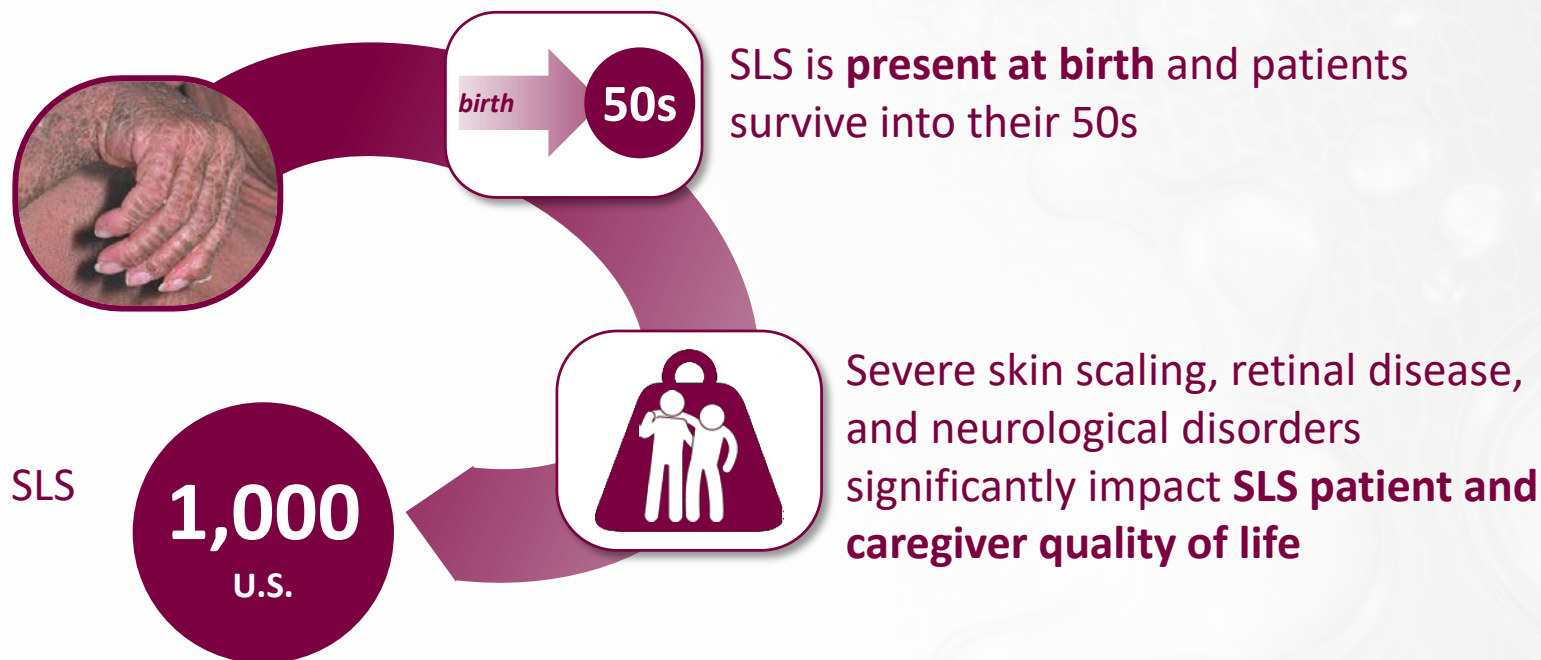 birth
50s
SLS is present at birth and patients
survive into their 50s
Severe skin scaling, retinal disease,
and neurological disorders
significantly impact SLS patient and
caregiver quality of life
SLS
1,000
U.S.